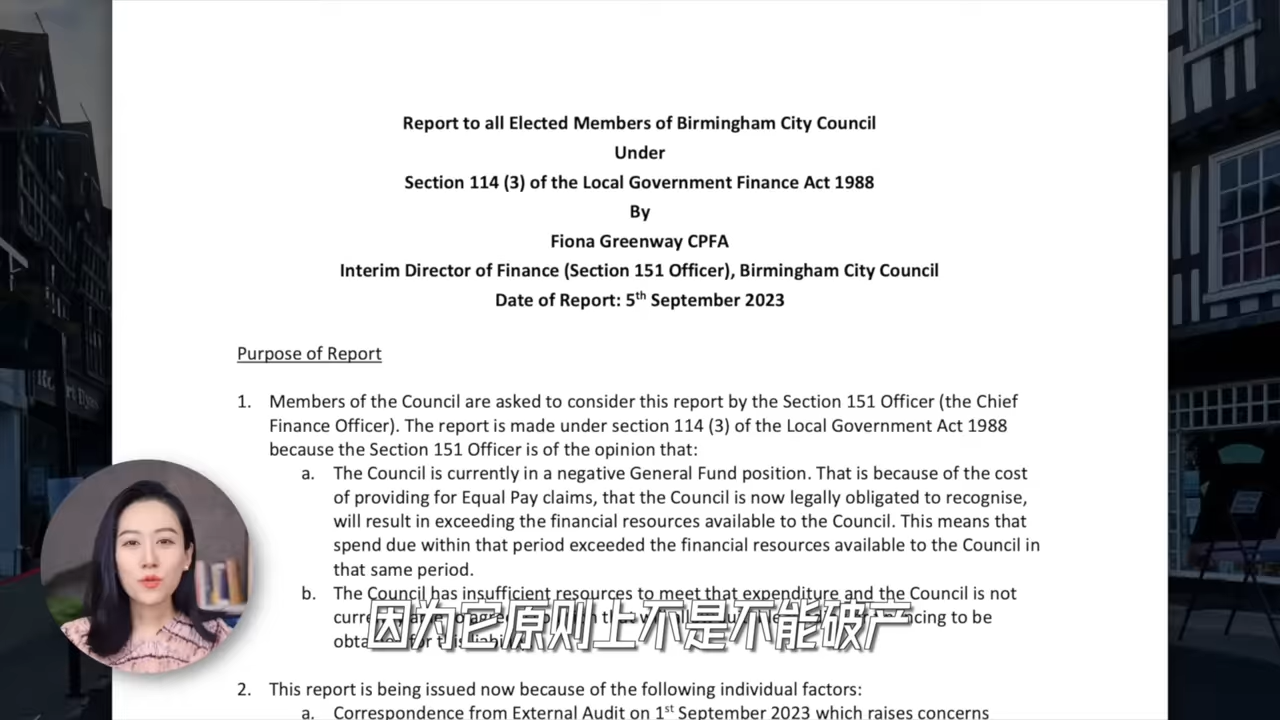 Report to all Elected Members of Birmingham City Council
Under
Section 114 (3) of the Local Government Finance Act 1988
By
Fiona Greenway CPFA
Interim Director of Finance (Section 151 Officer), Birmingham City Council
Date of Report: 5th September 2023
Purpose of Report
1. Members of the Council are asked to consider this report by the Section 151 Officer (the Chief
Finance Officer). The report is made under section 114 (3) of the Local Government Act 1988
because the Section 151 Officer is of the opinion that:
a. The Council is currently in a negative General Fund position. That is because of the cost
of providing for Equal Pay claims, that the Council is now legally obligated to recognise,
will result in exceeding the financial resources available to the Council. This means that
spend due within that period exceeded the financial resources available to the Council in
that same period.
b. The Council has insufficient resources to meet that expenditure and the Council is not
to be
for
因为它原则上不是不能破产
2. This report is being issued now because of the following individual factors:
a. Correspondence from External Audit on 1st September 2023 which raises concerns